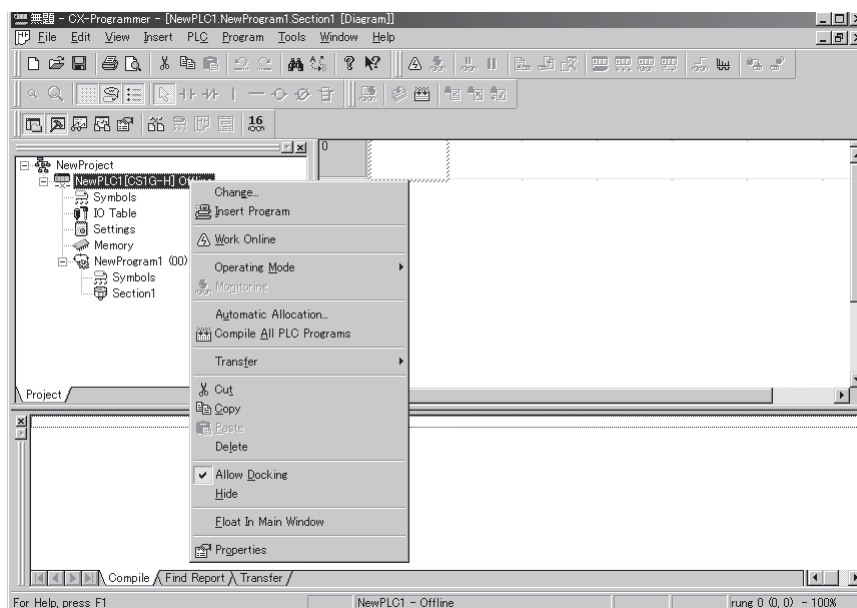 無題 - CX-Programmer - [NewPLC1.NewProgram1.Section1 [Diagram]]
File Edit View Insert PLC Program Tools Window Help
16
0
NewProject
NewPLC1[CS1G-H]
Symbols
IO Table
Settings
Memory
NewProgram1 (00)
Symbols
Section1
Project
Change...
Insert Program
Work Online
Operating Mode
Monitoring
Automatic Allocation...
Compile All PLC Programs
Transfer
Cut
Copy
Paste
Delete
Allow Docking
Hide
Float In Main Window
Properties
Compile Find Report Transfer
For Help, press F1 NewPLC1 - Offline rung 0 (0, 0) - 100%